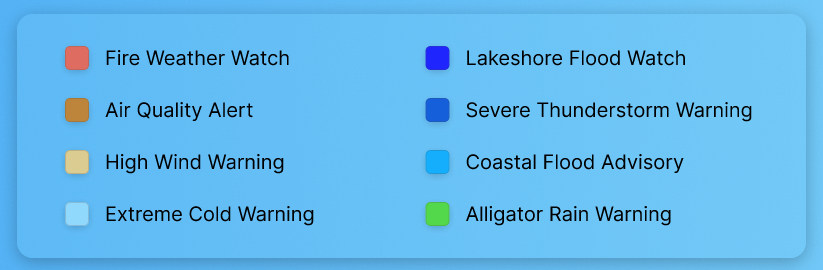 Fire Weather Watch
Air Quality Alert
High Wind Warning
Extreme Cold Warning
Lakeshore Flood Watch
Severe Thunderstorm Warning
Coastal Flood Advisory
Alligator Rain Warning